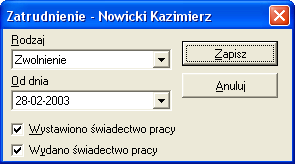 Zatrudnienie - Nowicki Kazimierz
Rodzaj
Zwolnienie
Zapisz
Od dnia
28-02-2003
Anuluj
Wystawiono świadectwo pracy
Wydano świadectwo pracy